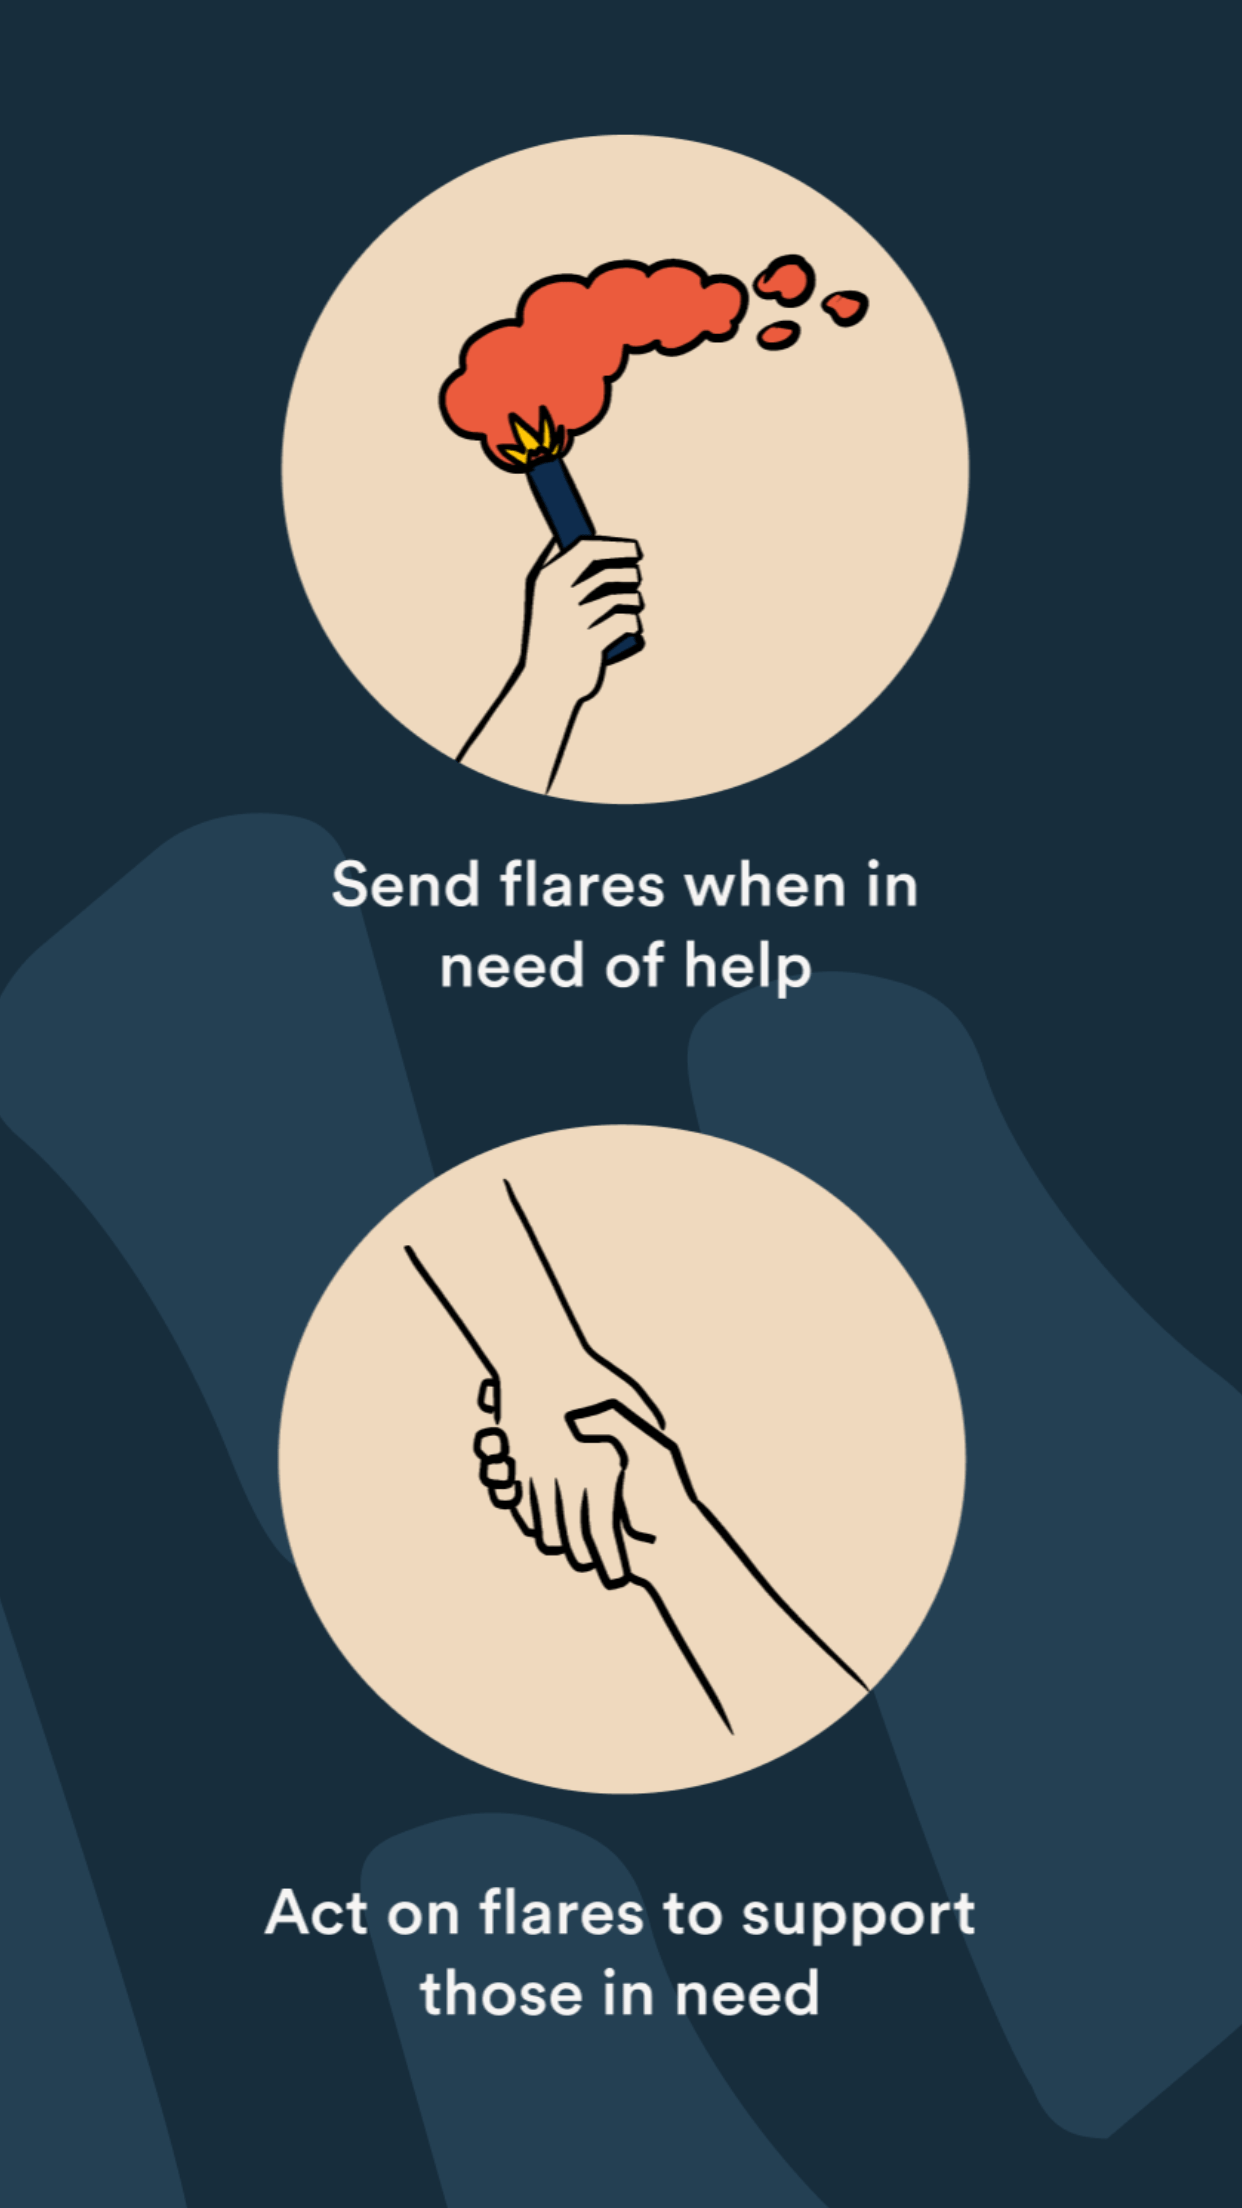 Send flares when in
need of help
Act on flares to support
those in need